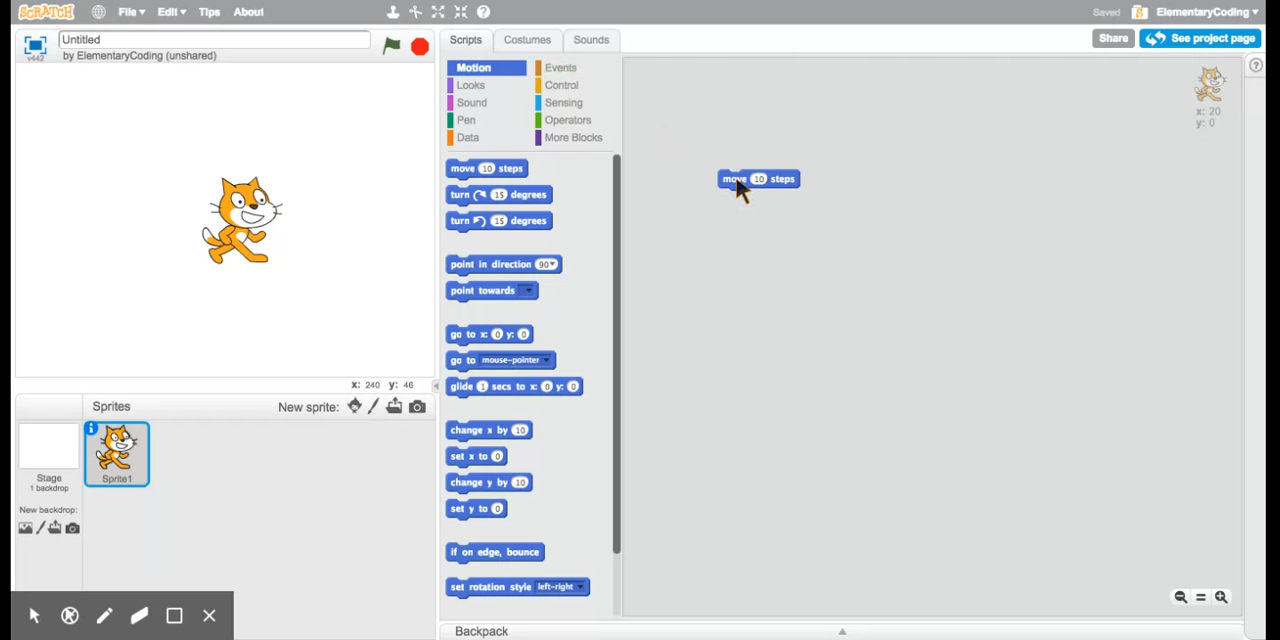 SCRATCH File▼ Edit▼ Tips About Saved S ElementaryCoding▼
v442 Untitled
by ElementaryCoding (unshared)
Scripts Costumes Sounds
Share See project page
Motion Events
Looks Control
Sound Sensing
Pen Operators
Data More Blocks
x: 20
y: 0
move 10 steps
turn 15 degrees
turn 15 degrees
point in direction 90▼
point towards
go to x: 0 y: 0
go to mouse-pointer
glide 1 secs to x: 0 y: 0
change x by 10
set x to 0
change y by 10
set y to 0
if on edge, bounce
set rotation style left-right
move 10 steps
x: 240 y: 46
Sprites New sprite:
Stage
1 backdrop
New backdrop:
Sprite1
Backpack